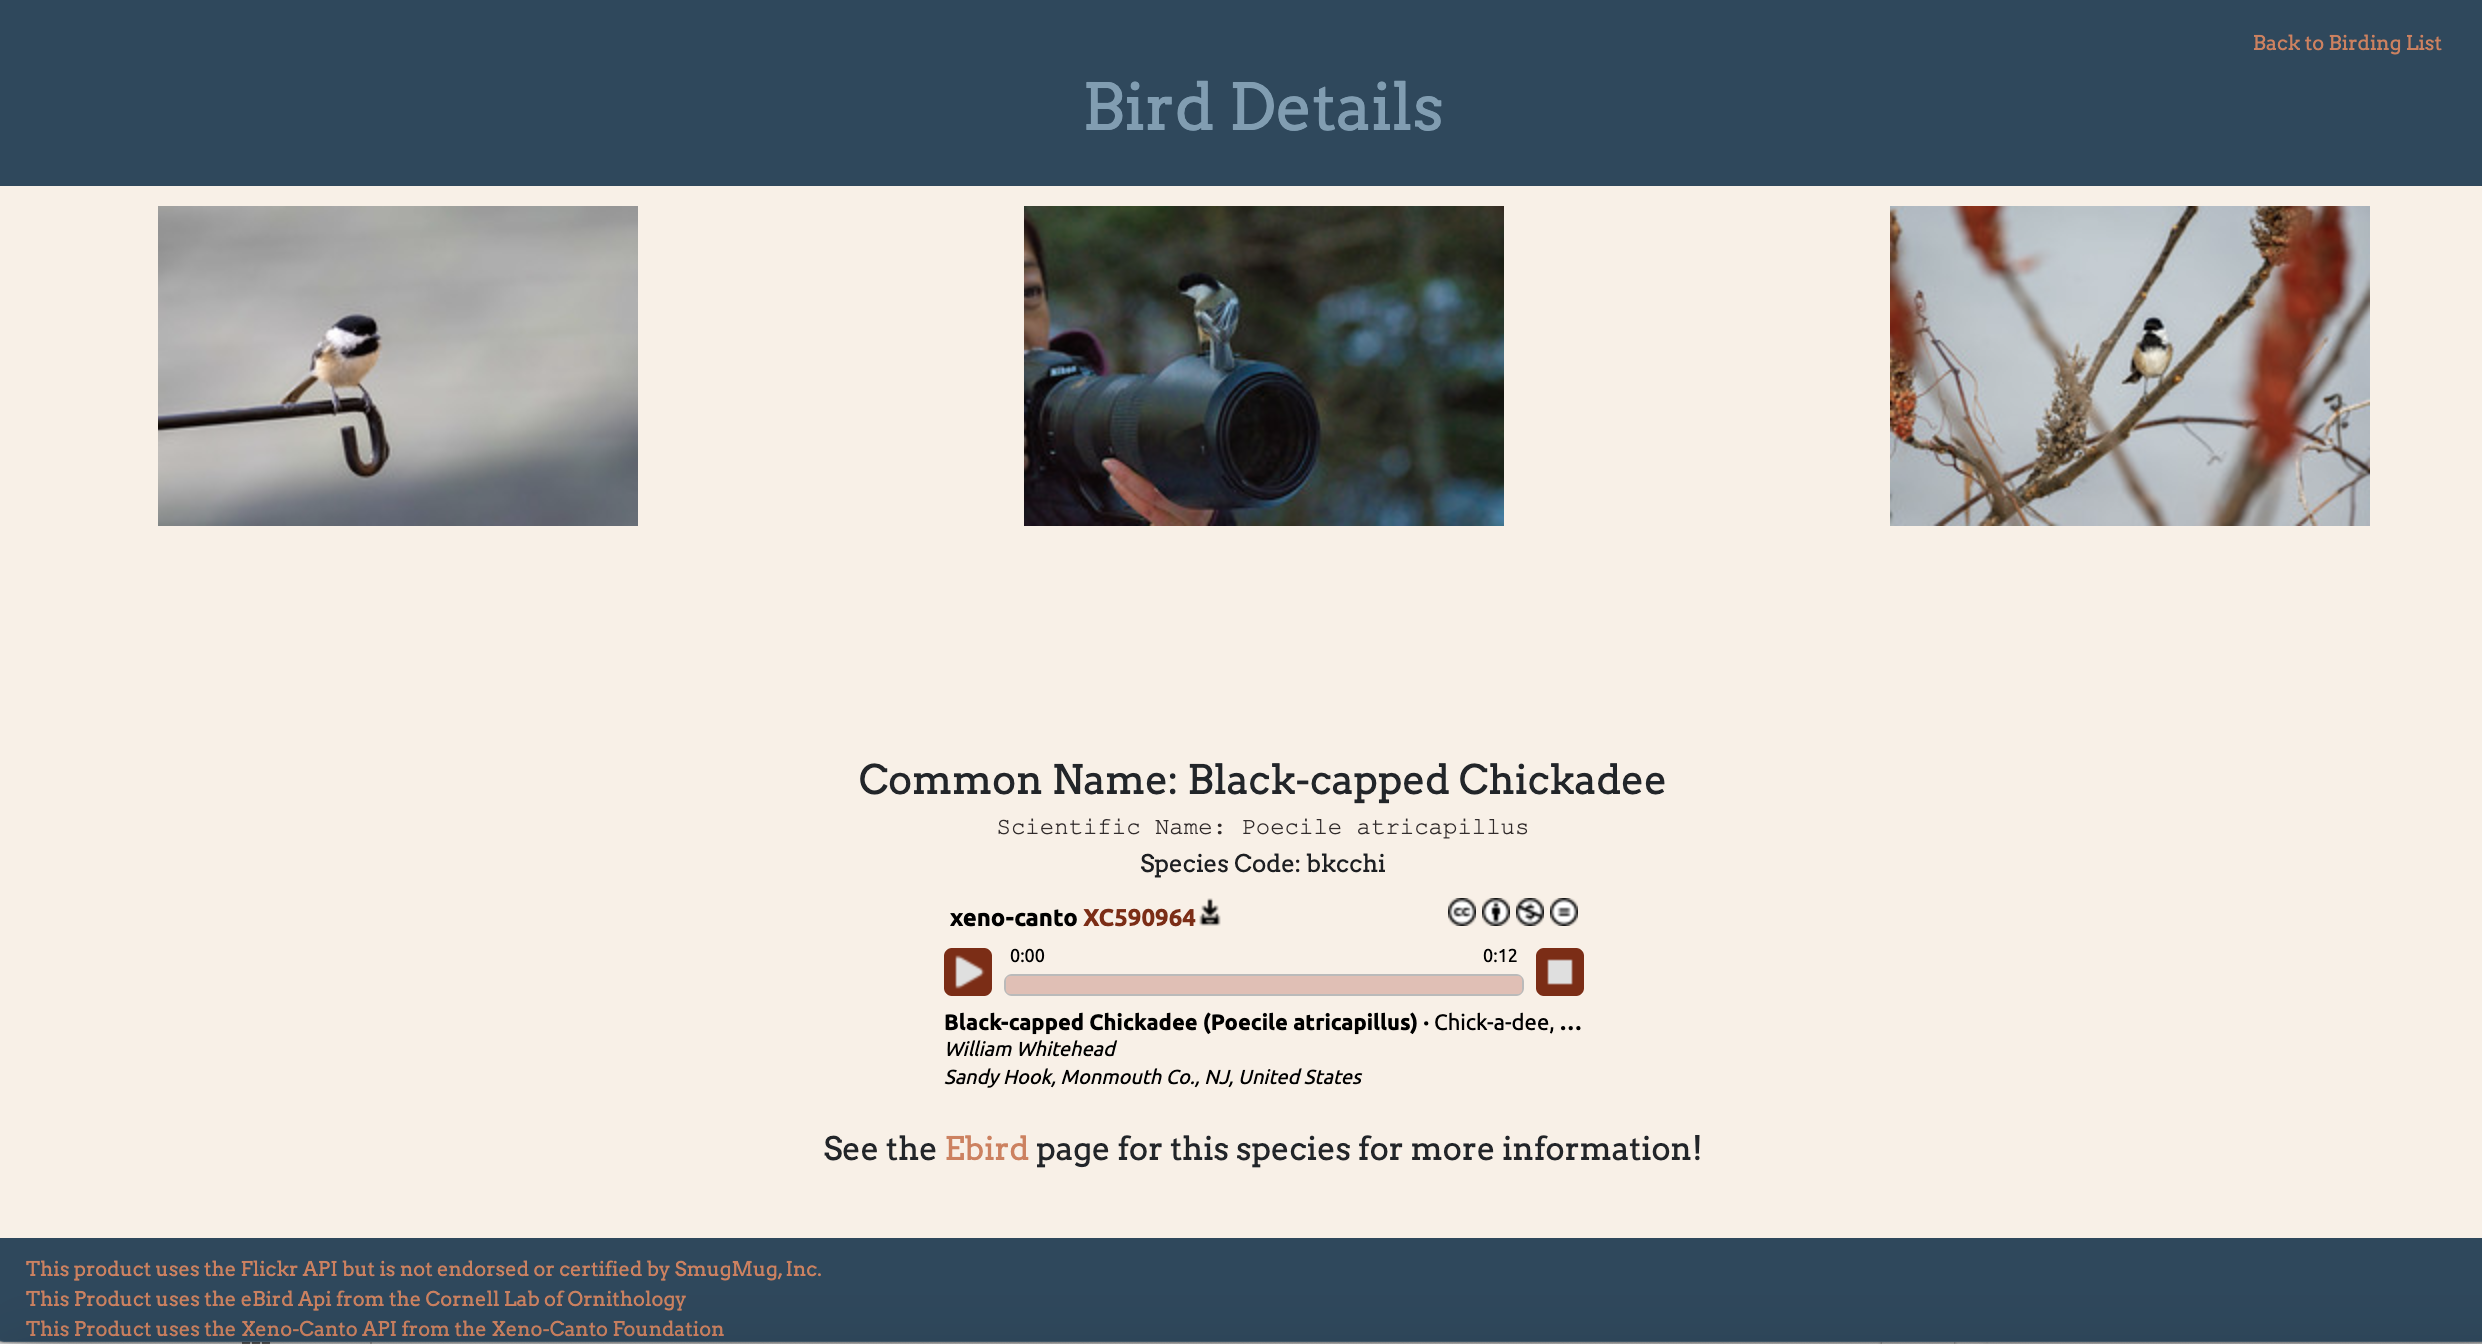 Back to Birding List
Bird Details
Nikon
Common Name: Black-capped Chickadee
Scientific Name: Poecile atricapillus
Species Code: bkcchi
xeno-canto XC590964
cc
0:00 0:12
Black-capped Chickadee (Poecile atricapillus) · Chick-a-dee, ...
William Whitehead
Sandy Hook, Monmouth Co., NJ, United States
See the Ebird page for this species for more information!
This product uses the Flickr API but is not endorsed or certified by SmugMug, Inc.
This Product uses the eBird Api from the Cornell Lab of Ornithology
This Product uses the Xeno-Canto API from the Xeno-Canto Foundation